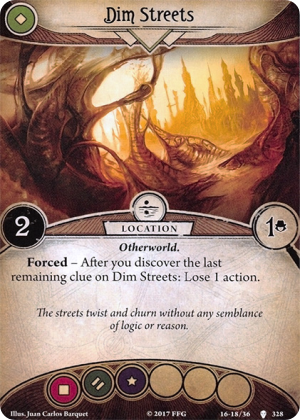 Dim Streets
2
LOCATION
1
Otherworld.
Forced – After you discover the last
remaining clue on Dim Streets: Lose 1 action.
The streets twist and churn without any semblance
of logic or reason.
Illus. Juan Carlos Barquet
© 2017 FFG
16-18/36
328